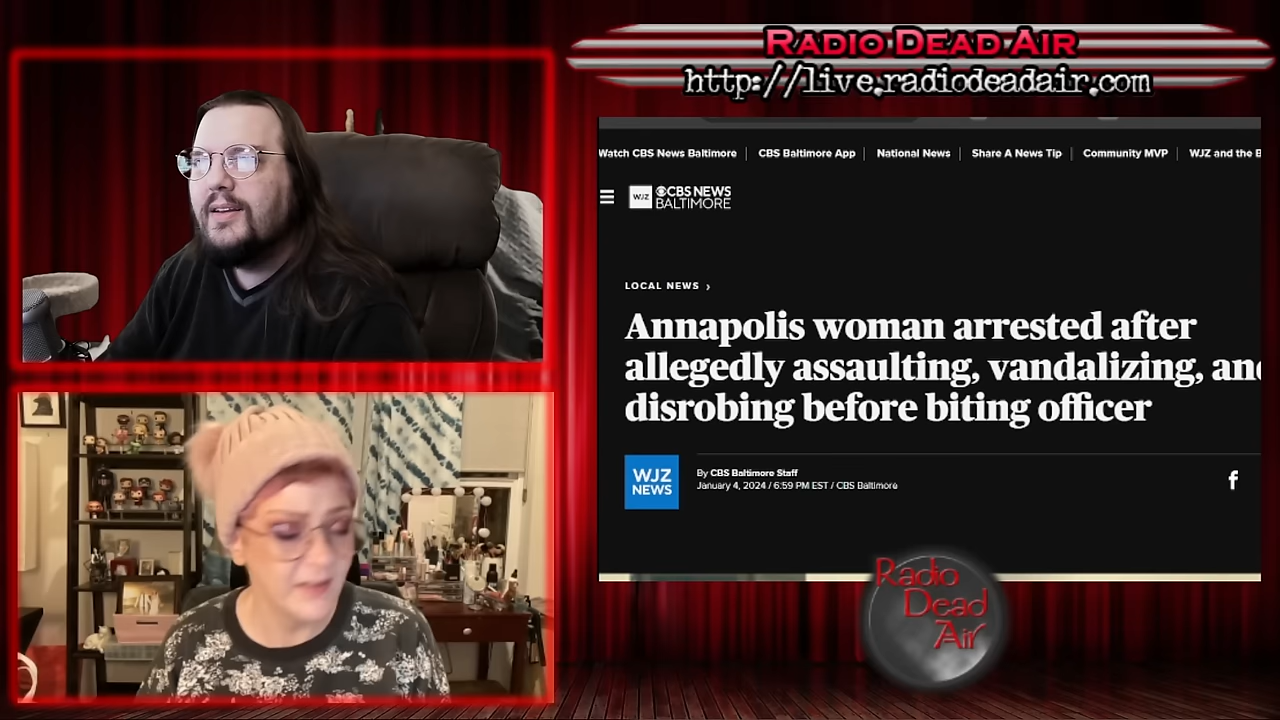 RADIO DEAD AIR
http://live.radiodeadair.com
Watch CBS News Baltimore | CBS Baltimore App | National News | Share A News Tip | Community MVP | WJZ and the B
WJZ CBS NEWS
BALTIMORE
LOCAL NEWS ›
Annapolis woman arrested after
allegedly assaulting, vandalizing, and
disrobing before biting officer
WJZ
NEWS
By CBS Baltimore Staff
January 4, 2024 / 6:59 PM EST / CBS Baltimore
f
Radio
Dead
Air